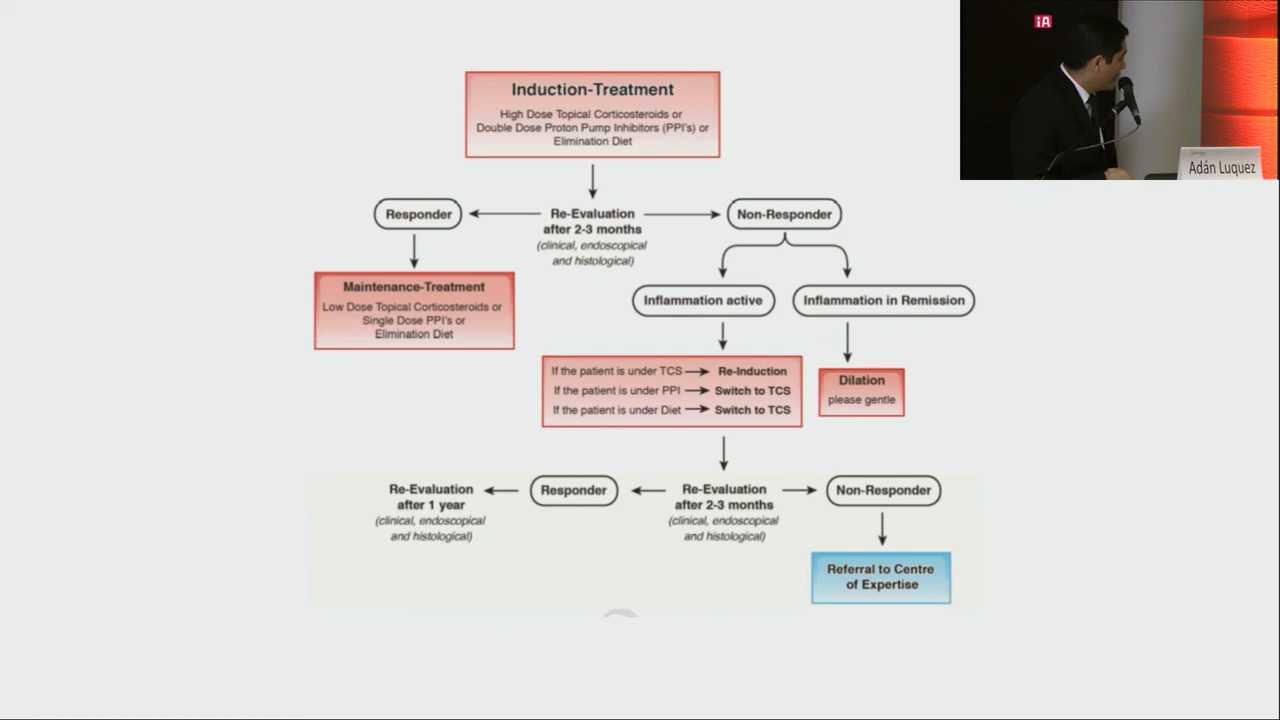 iA
Adán Luquez
Induction-Treatment
High Dose Topical Corticosteroids or
Double Dose Proton Pump Inhibitors (PPI's) or
Elimination Diet
Responder
Re-Evaluation
after 2-3 months
(clinical, endoscopical
and histological)
Non-Responder
Maintenance-Treatment
Low Dose Topical Corticosteroids or
Single Dose PPI's or
Elimination Diet
Inflammation active
Inflammation in Remission
If the patient is under TCS Re-Induction
If the patient is under PPI Switch to TCS
If the patient is under Diet Switch to TCS
Dilation
please gentle
Re-Evaluation
after 1 year
(clinical, endoscopical
and histological)
Responder
Re-Evaluation
after 2-3 months
(clinical, endoscopical
and histological)
Non-Responder
Referral to Centre
of Expertise